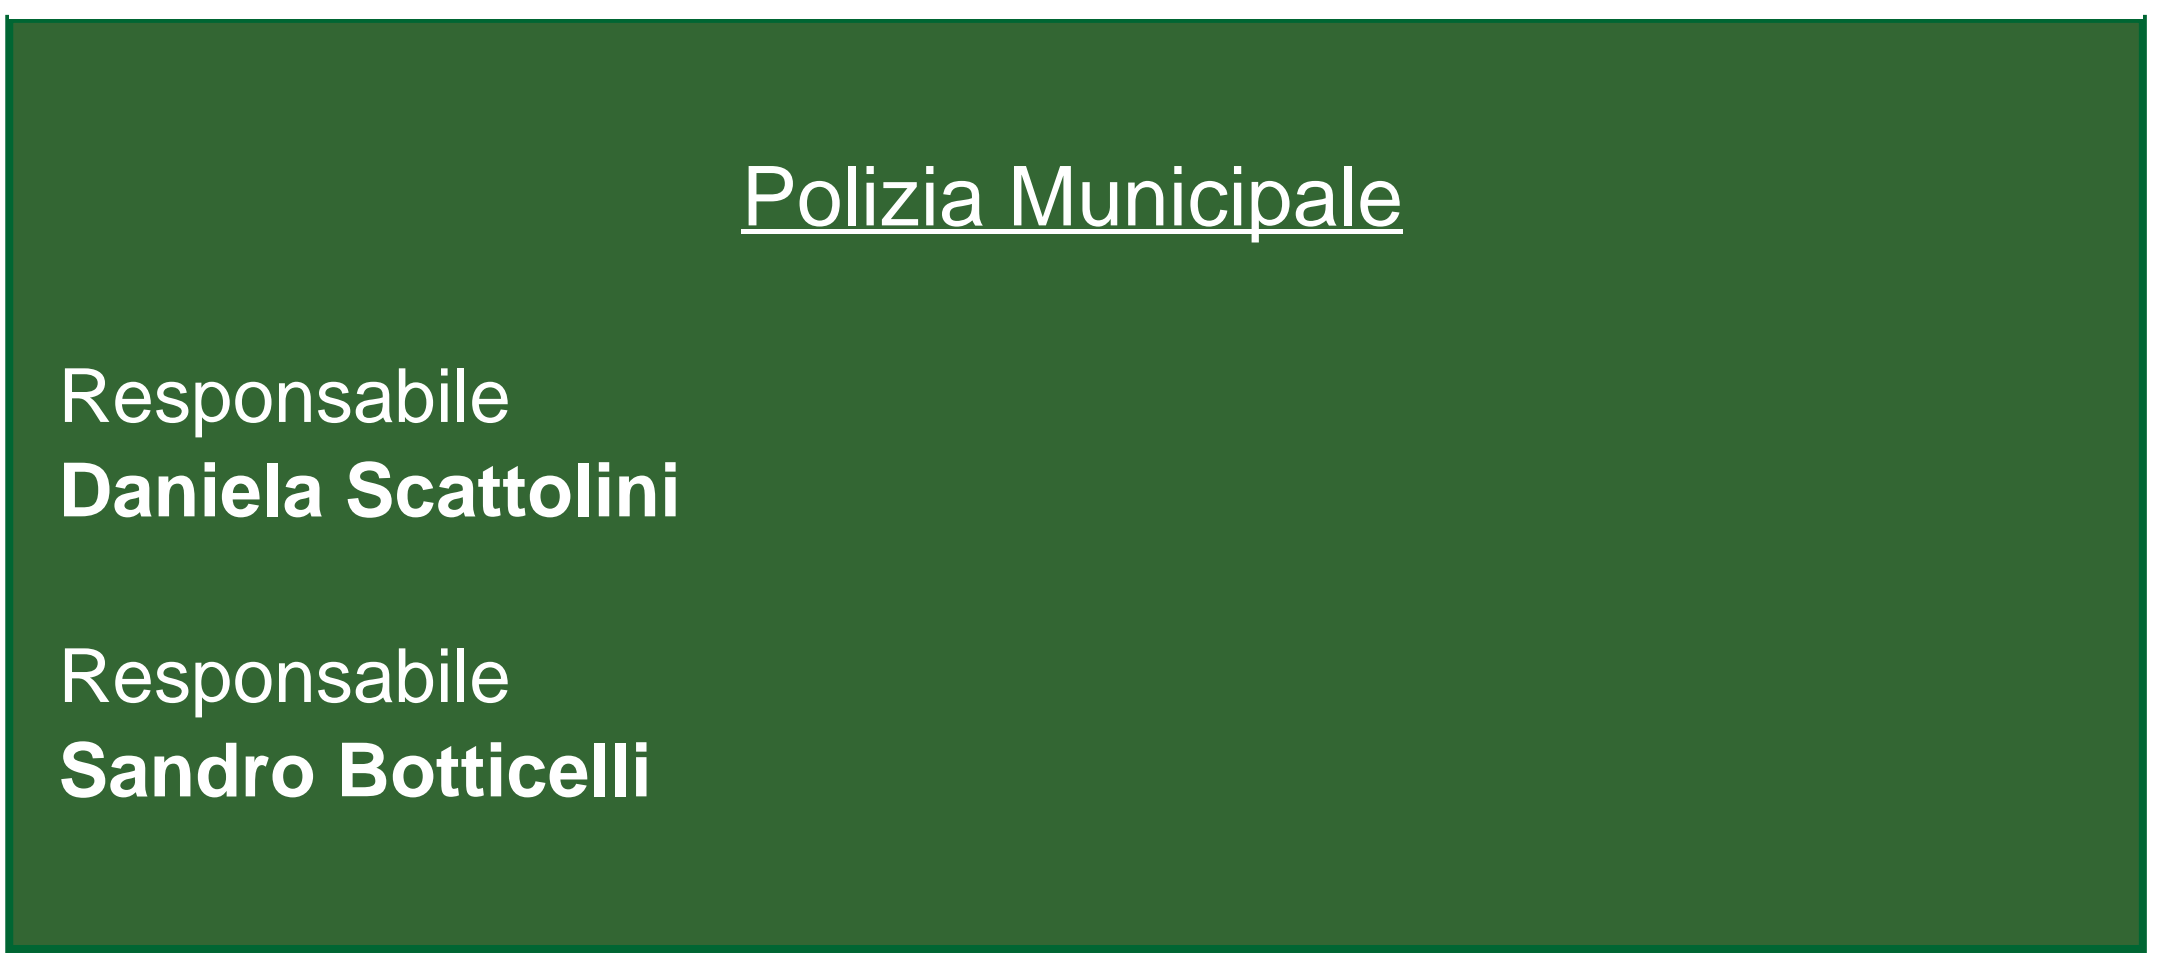 Polizia Municipale
Responsabile
Daniela Scattolini
Responsabile
Sandro Botticelli